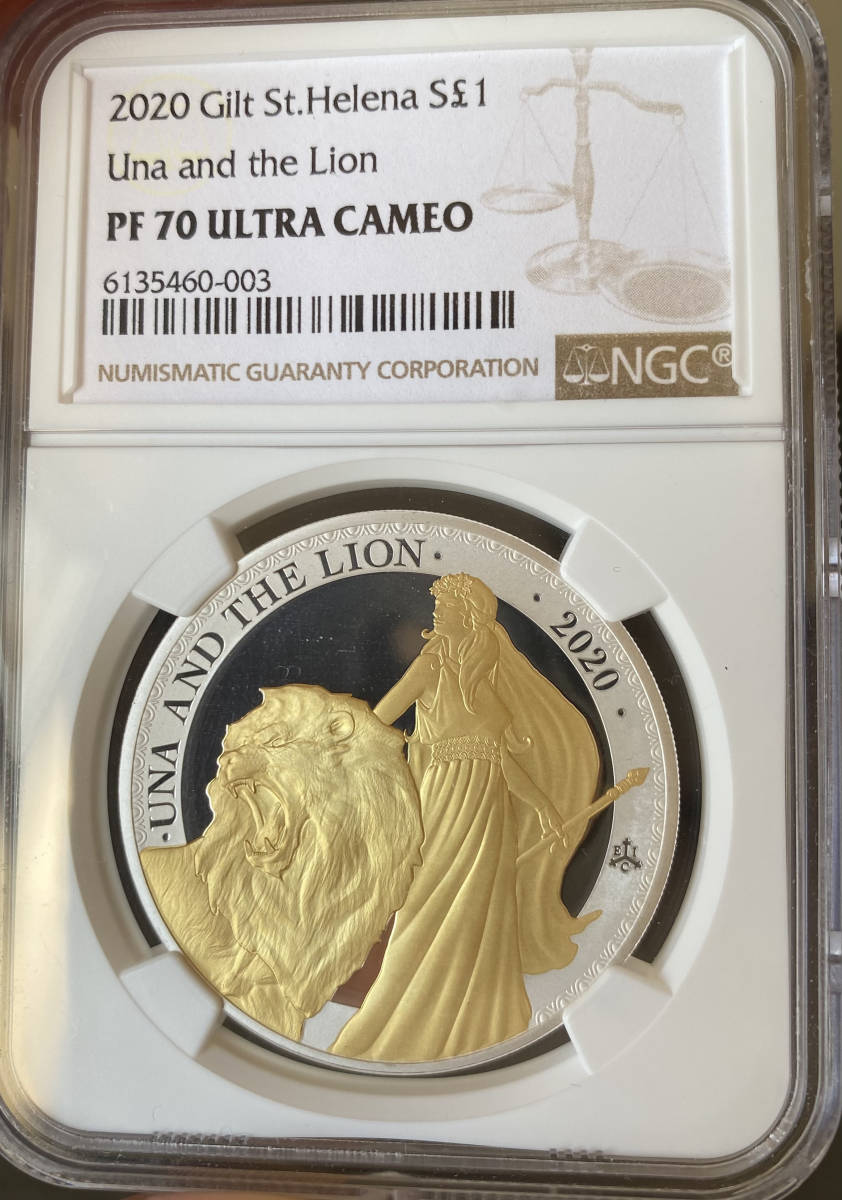 2020 Gilt St.Helena S£1
Una and the Lion
PF 70 ULTRA CAMEO
6135460-003
NUMISMATIC GUARANTY CORPORATION
NGC®
·UNA AND THE LION·
·2020·
E I
C